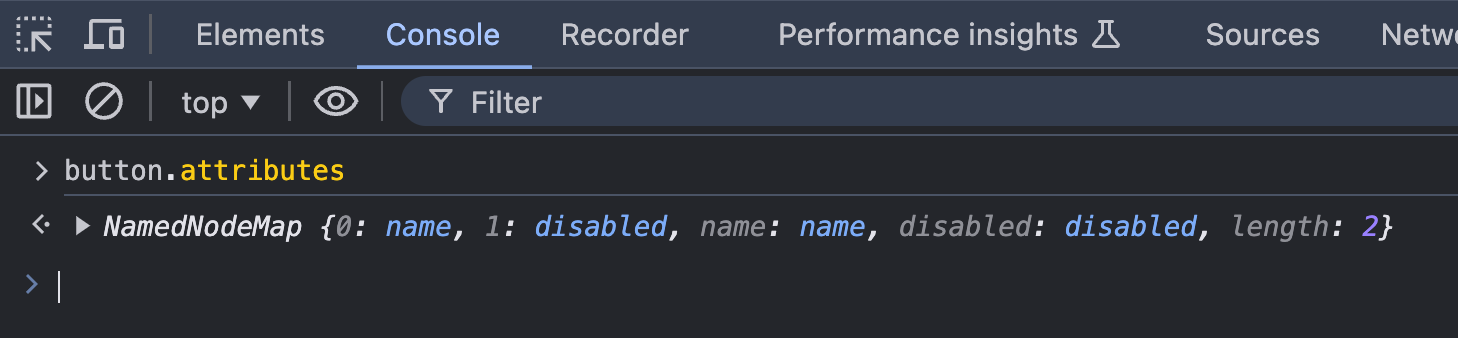 Elements Console Recorder Performance insights Sources Netw
top Filter
> button.attributes
NamedNodeMap {0: name, 1: disabled, name: name, disabled: disabled, length: 2}
>